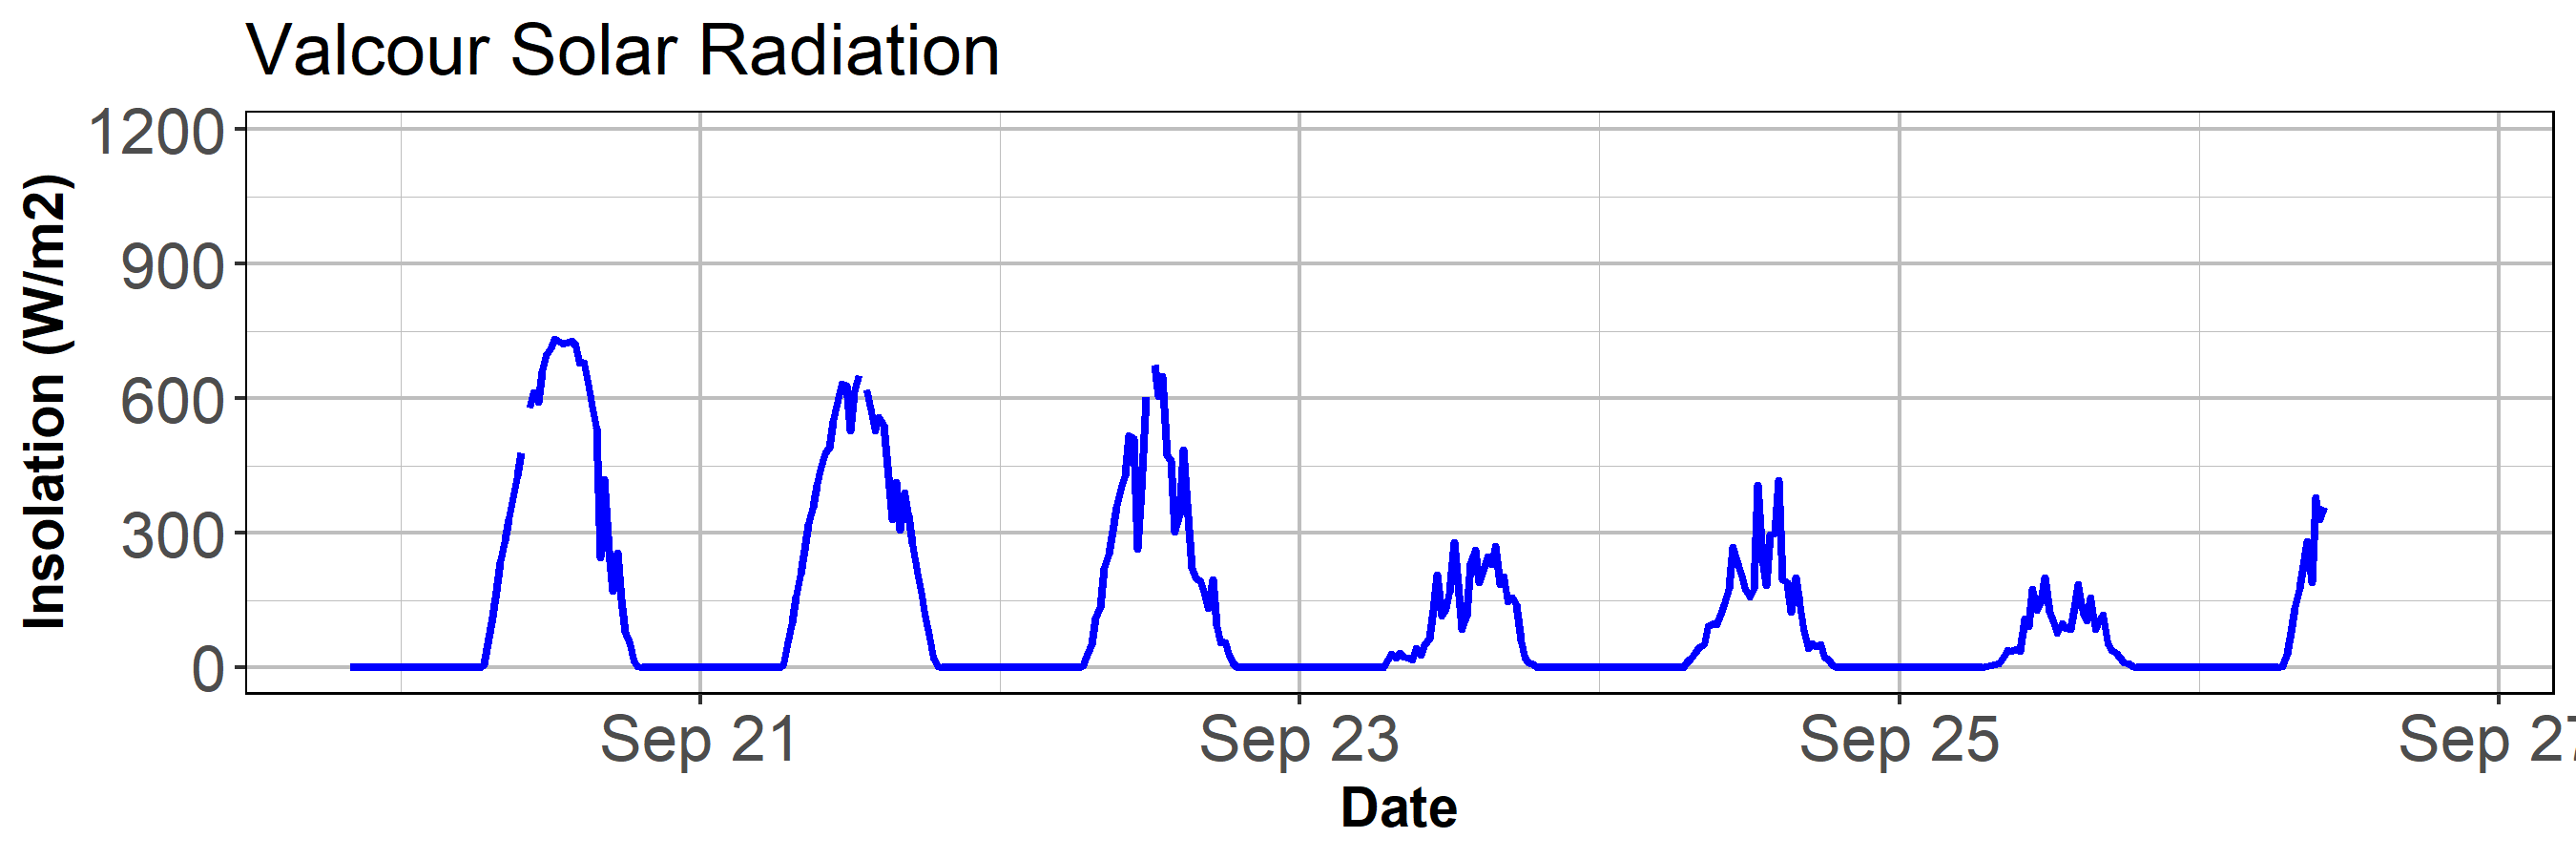 Valcour Solar Radiation
Insolation (W/m2)
1200
900
600
300
0
Sep 21 Sep 23 Sep 25 Sep 27
Date